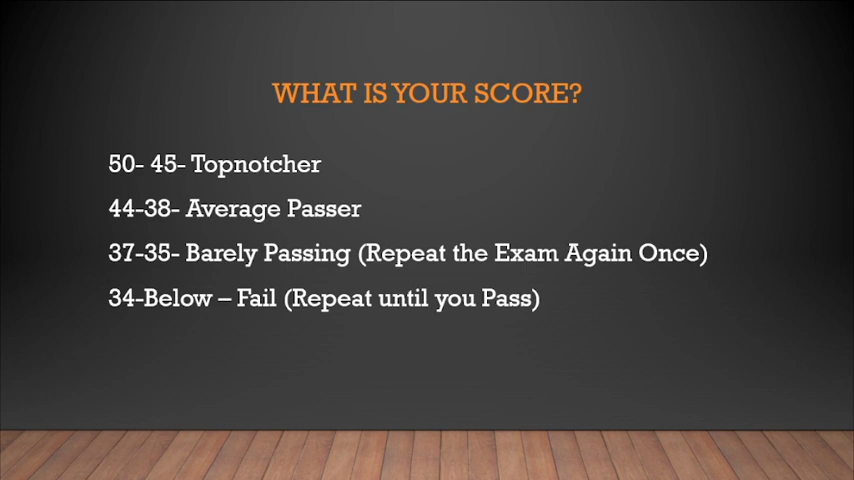 WHAT IS YOUR SCORE?
50- 45- Topnotcher
44-38- Average Passer
37-35- Barely Passing (Repeat the Exam Again Once)
34-Below – Fail (Repeat until you Pass)